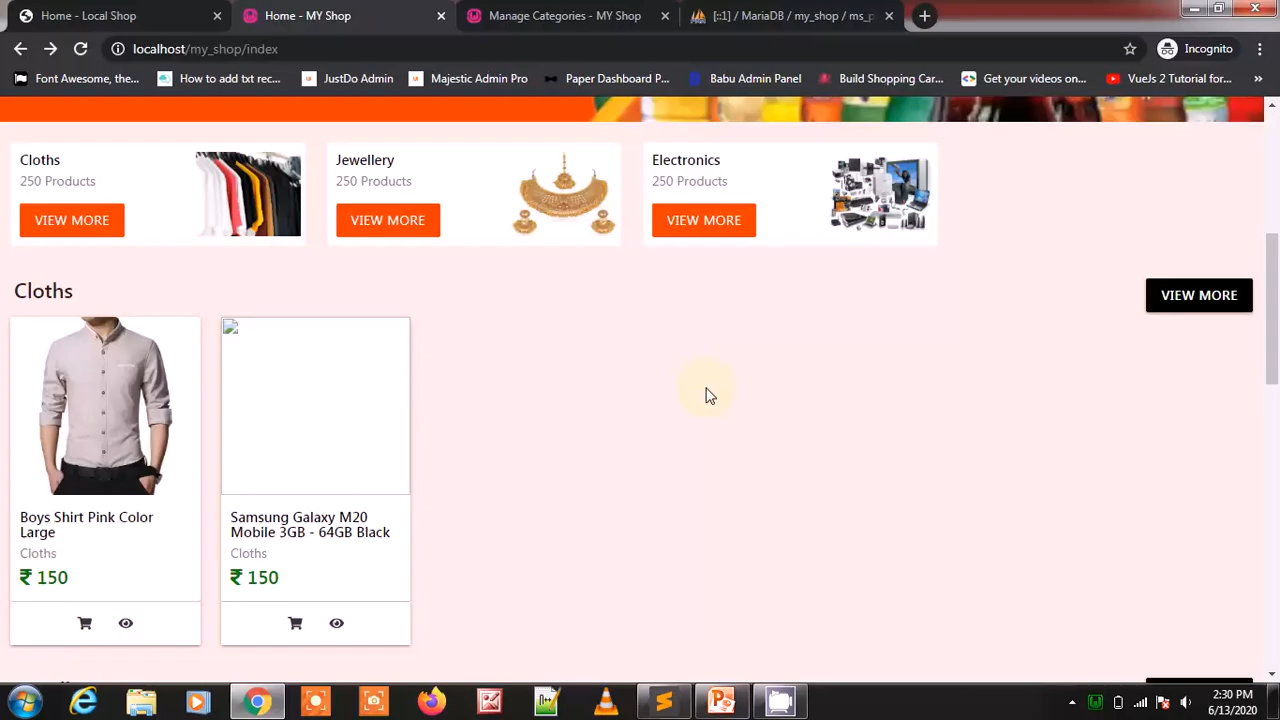 Home - Local Shop
Home - MY Shop
Manage Categories - MY Shop
[::1] / MariaDB / my_shop / ms_p
localhost/my_shop/index
Incognito
Font Awesome, the...
How to add txt rec...
JustDo Admin
Majestic Admin Pro
Paper Dashboard P...
Babu Admin Panel
Build Shopping Car...
Get your videos on...
VueJs 2 Tutorial for...
»
Cloths
250 Products
VIEW MORE
Jewellery
250 Products
VIEW MORE
Electronics
250 Products
VIEW MORE
Cloths
VIEW MORE
Boys Shirt Pink Color
Large
Cloths
₹ 150
Samsung Galaxy M20
Mobile 3GB - 64GB Black
Cloths
₹ 150
2:30 PM
6/13/2020